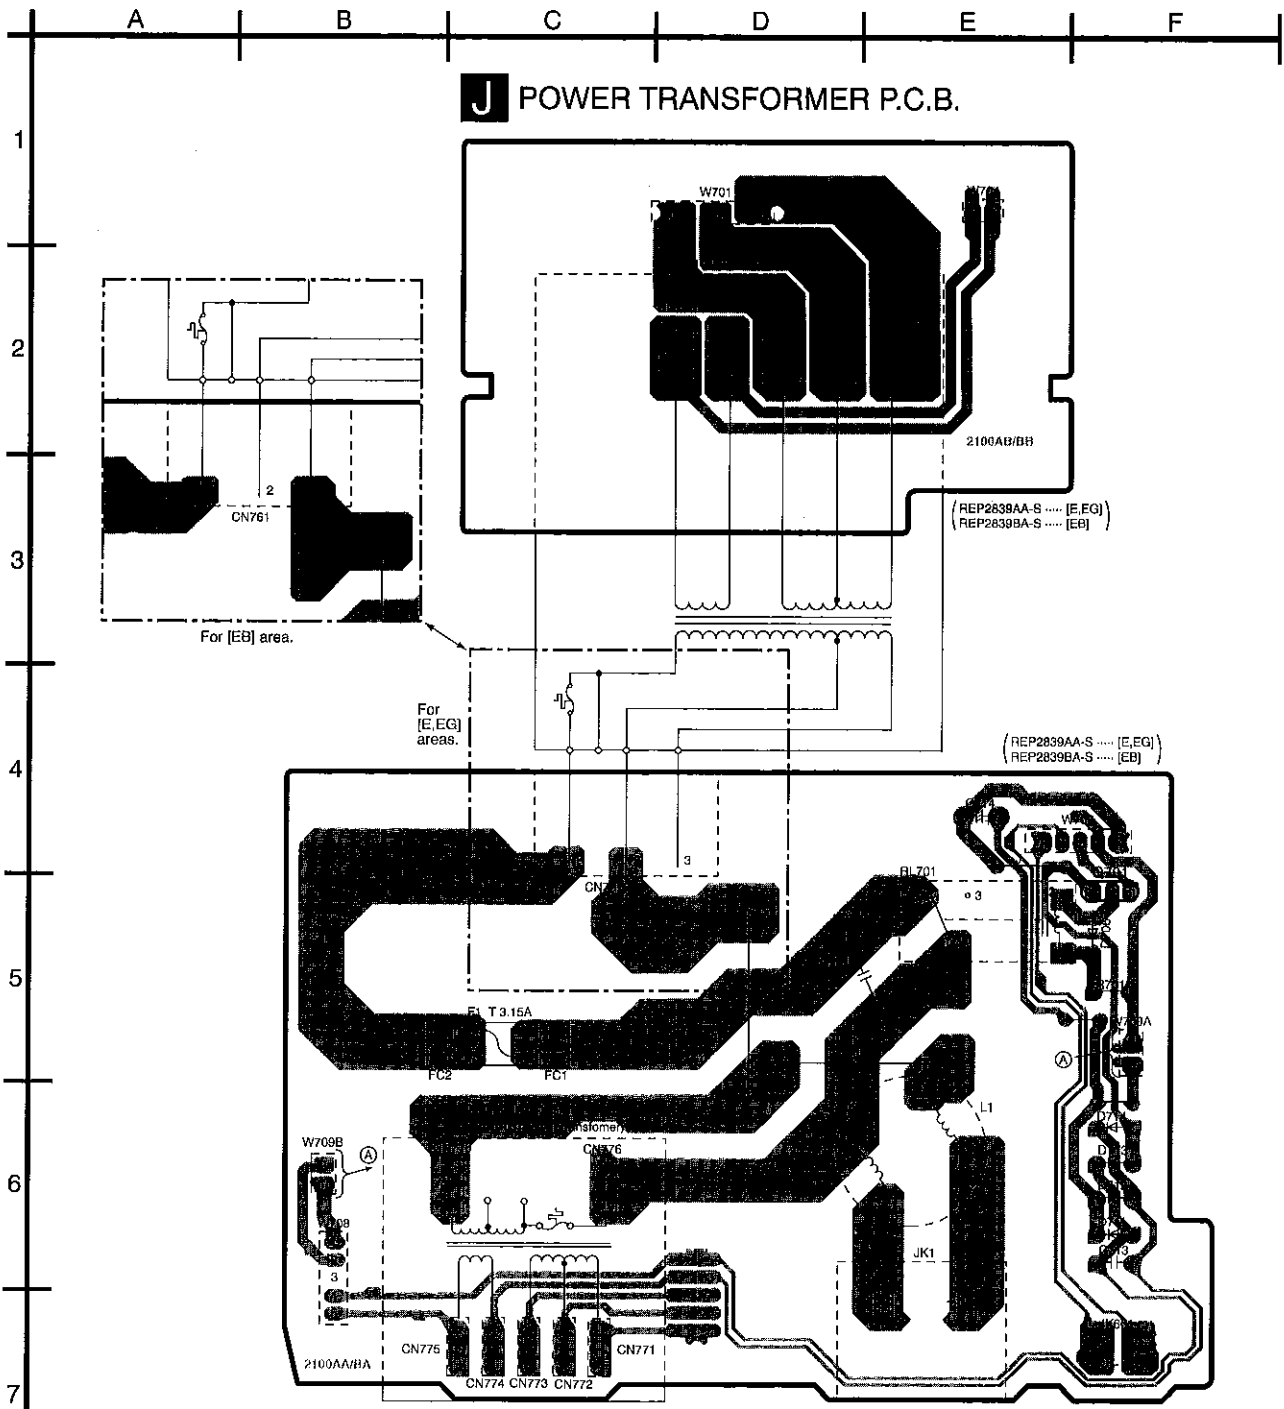 A B C D E F
J POWER TRANSFORMER P.C.B.
1
W701
2
2100AB/BB
2
CN761
(REP2839AA-S ····· [E,EG])
(REP2839BA-S ····· [EB])
3
For [EB] area.
For
[E,EG]
areas.
(REP2839AA-S ····· [E,EG])
(REP2839BA-S ····· [EB])
4
3
RL701
3
5
F1 T 3.15A
FC2 FC1
A
L1
W709B
A
CN776
6
JK1
3
CN775
CN771
2100AA/BA
CN774 CN773 CN772
7